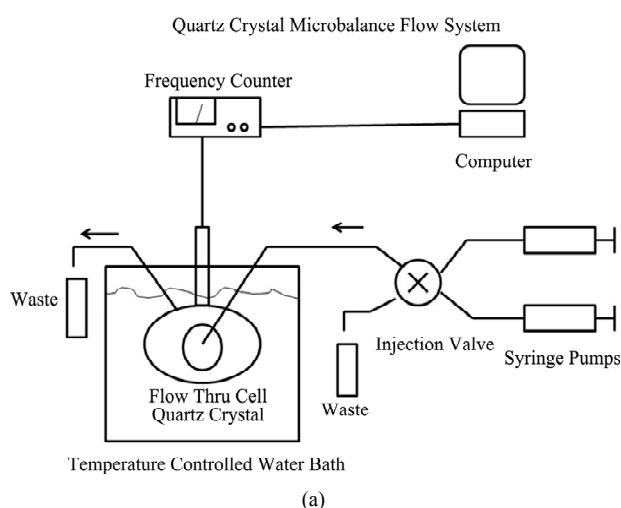 Quartz Crystal Microbalance Flow System
Frequency Counter
Computer
Waste
Injection Valve
Syringe Pumps
Flow Thru Cell
Quartz Crystal
Waste
Temperature Controlled Water Bath
(a)